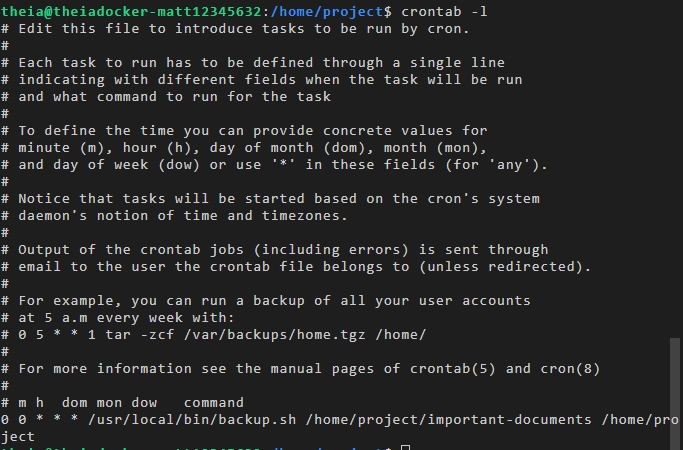 theia@theiadocker-matt12345632:/home/project$ crontab -l
# Edit this file to introduce tasks to be run by cron.
#
# Each task to run has to be defined through a single line
# indicating with different fields when the task will be run
# and what command to run for the task
#
# To define the time you can provide concrete values for
# minute (m), hour (h), day of month (dom), month (mon),
# and day of week (dow) or use '*' in these fields (for 'any').
#
# Notice that tasks will be started based on the cron's system
# daemon's notion of time and timezones.
#
# Output of the crontab jobs (including errors) is sent through
# email to the user the crontab file belongs to (unless redirected).
#
# For example, you can run a backup of all your user accounts
# at 5 a.m every week with:
# 0 5 * * 1 tar -zcf /var/backups/home.tgz /home/
#
# For more information see the manual pages of crontab(5) and cron(8)
#
# m h  dom mon dow   command
0 0 * * * /usr/local/bin/backup.sh /home/project/important-documents /home/pro
ject